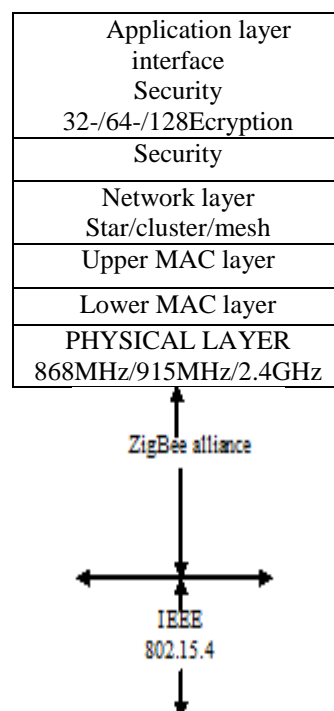 Application layer
interface
Security
32-/64-/128Ecryption
Security
Network layer
Star/cluster/mesh
Upper MAC layer
Lower MAC layer
PHYSICAL LAYER
868MHz/915MHz/2.4GHz
ZigBee alliance
IEEE
802.15.4